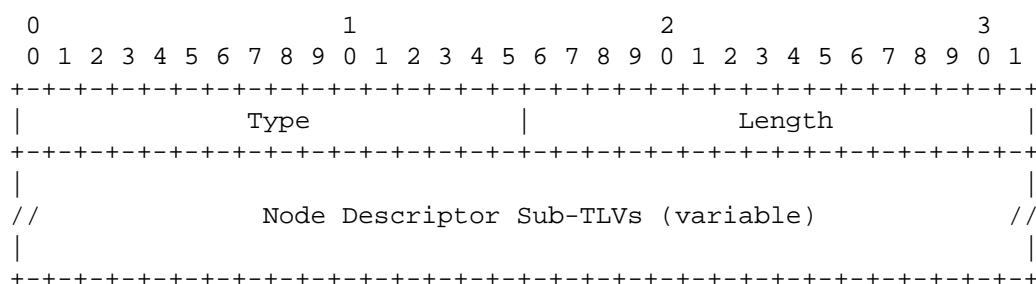 0                   1                   2                   3
 0 1 2 3 4 5 6 7 8 9 0 1 2 3 4 5 6 7 8 9 0 1 2 3 4 5 6 7 8 9 0 1
+-+-+-+-+-+-+-+-+-+-+-+-+-+-+-+-+-+-+-+-+-+-+-+-+-+-+-+-+-+-+-+-+
|              Type             |             Length            |
+-+-+-+-+-+-+-+-+-+-+-+-+-+-+-+-+-+-+-+-+-+-+-+-+-+-+-+-+-+-+-+-+
|                                                               |
//              Node Descriptor Sub-TLVs (variable)            //
|                                                               |
+-+-+-+-+-+-+-+-+-+-+-+-+-+-+-+-+-+-+-+-+-+-+-+-+-+-+-+-+-+-+-+-+